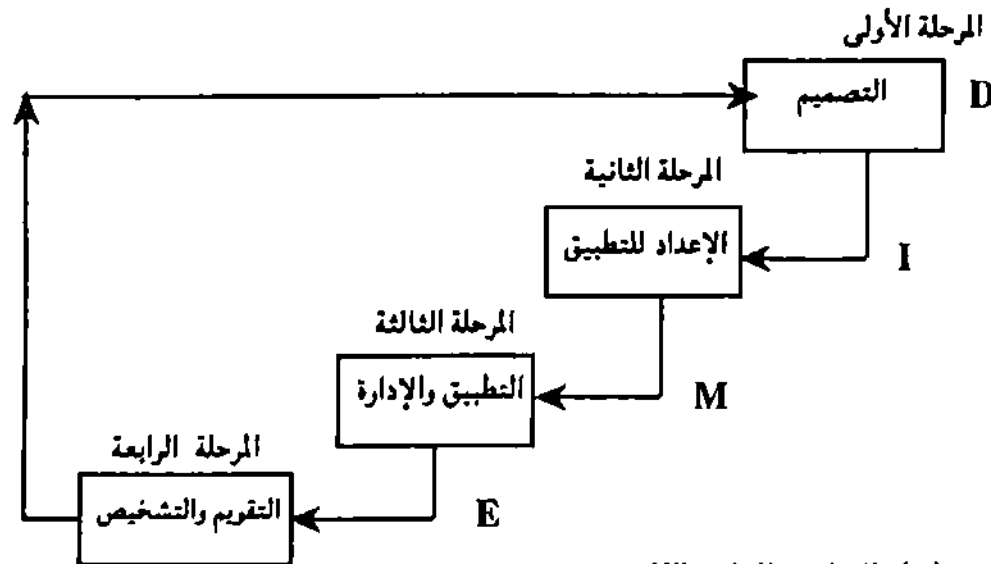 المرحلة الأولى
التصميم
D
المرحلة الثانية
الإعداد للتطبيق
I
المرحلة الثالثة
التطبيق والإدارة
M
المرحلة الرابعة
التقويم والتشخيص
E